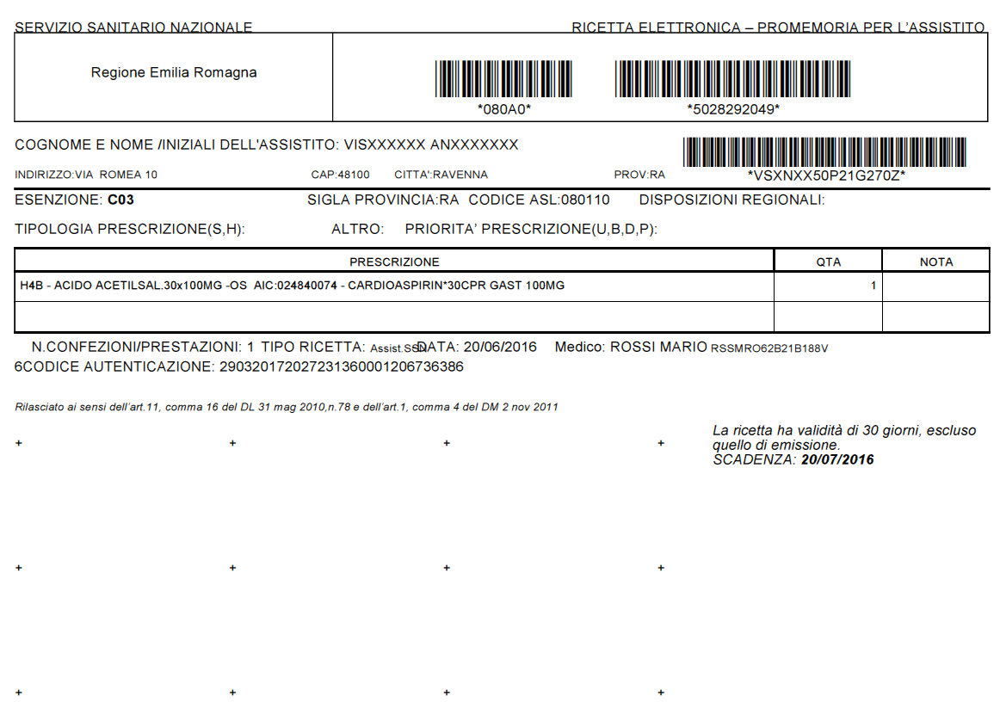 SERVIZIO SANITARIO NAZIONALE RICETTA ELETTRONICA – PROMEMORIA PER L'ASSISTITO
Regione Emilia Romagna
*080A0* *5028292049*
COGNOME E NOME /INIZIALI DELL'ASSISTITO: VISXXXXXX ANXXXXXXX
INDIRIZZO:VIA ROMEA 10 CAP:48100 CITTA':RAVENNA PROV:RA *VSXNXX50P21G270Z*
ESENZIONE: C03 SIGLA PROVINCIA:RA CODICE ASL:080110 DISPOSIZIONI REGIONALI:
TIPOLOGIA PRESCRIZIONE(S,H): ALTRO: PRIORITA' PRESCRIZIONE(U,B,D,P):
PRESCRIZIONE QTA NOTA
H4B - ACIDO ACETILSAL.30x100MG -OS AIC:024840074 - CARDIOASPIRIN*30CPR GAST 100MG 1
N.CONFEZIONI/PRESTAZIONI: 1 TIPO RICETTA: Assist.SSN DATA: 20/06/2016 Medico: ROSSI MARIO RSSMRO62B21B188V
6CODICE AUTENTICAZIONE: 290320172027231360001206736386
Rilasciato ai sensi dell'art.11, comma 16 del DL 31 mag 2010,n.78 e dell'art.1, comma 4 del DM 2 nov 2011
La ricetta ha validità di 30 giorni, escluso
quello di emissione.
SCADENZA: 20/07/2016
+ + + +
+ + + +
+ + + +